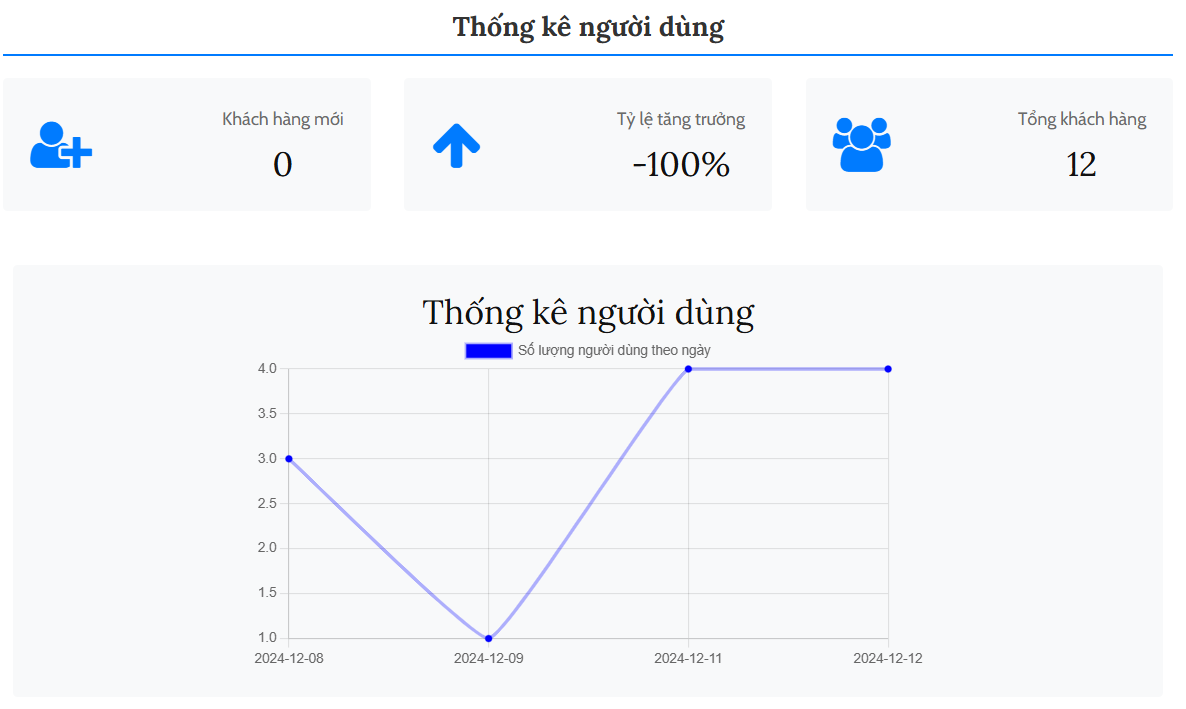 Thống kê người dùng
Khách hàng mới
0
Tỷ lệ tăng trưởng
-100%
Tổng khách hàng
12
Thống kê người dùng
Số lượng người dùng theo ngày
4.0
3.5
3.0
2.5
2.0
1.5
1.0
2024-12-08 2024-12-09 2024-12-11 2024-12-12